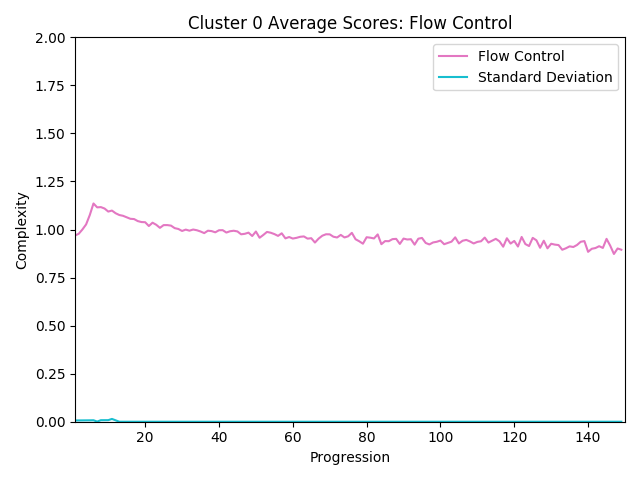 Cluster 0 Average Scores: Flow Control
2.00
1.75
1.50
1.25
1.00
0.75
0.50
0.25
0.00
Complexity
Flow Control
Standard Deviation
20 40 60 80 100 120 140
Progression